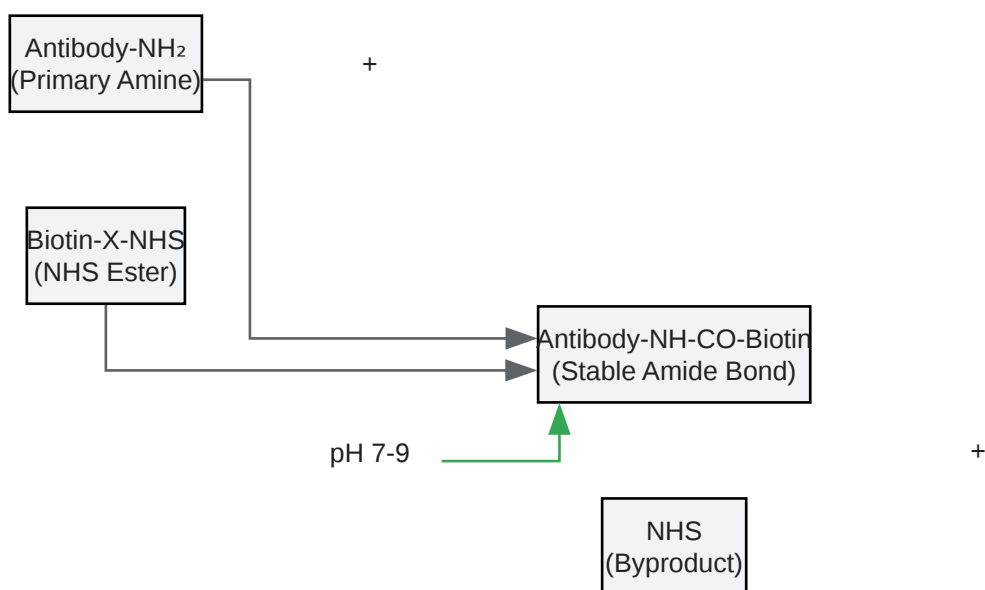 Antibody-NH₂
(Primary Amine)
+
Biotin-X-NHS
(NHS Ester)
Antibody-NH-CO-Biotin
(Stable Amide Bond)
pH 7-9
+
NHS
(Byproduct)